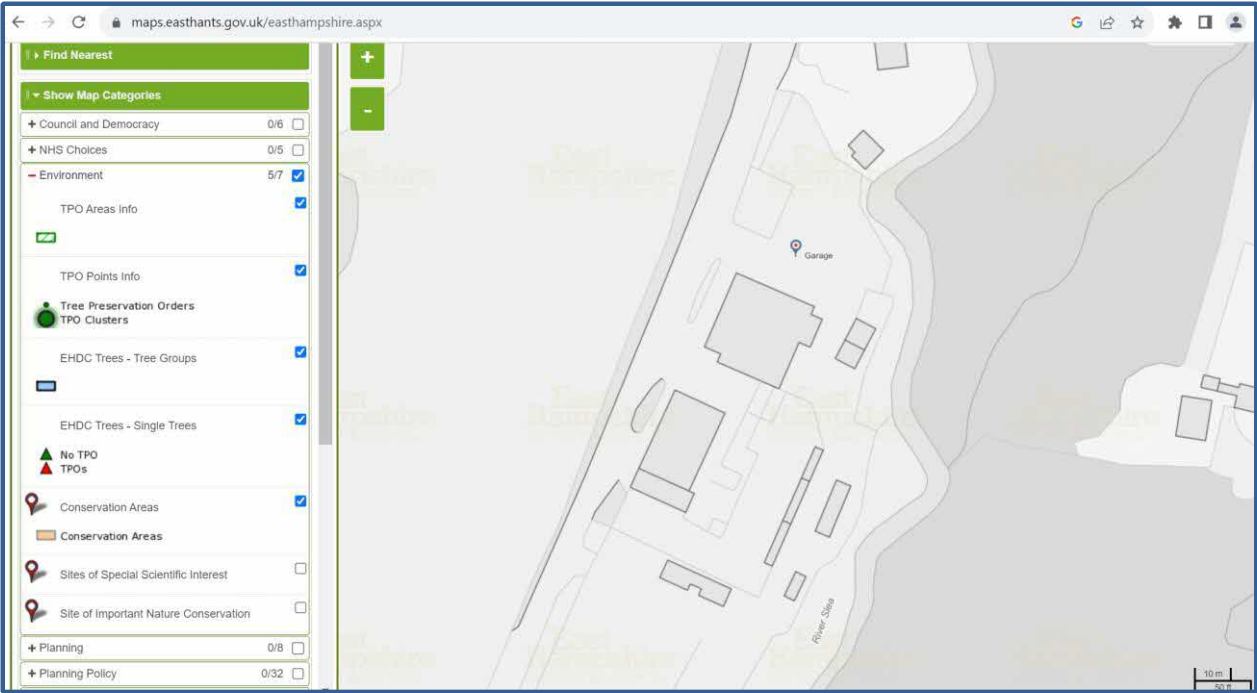 maps.easthants.gov.uk/easthampshire.aspx
Find Nearest
Show Map Categories
+ Council and Democracy 0/6
+ NHS Choices 0/5
− Environment 5/7
TPO Areas Info
TPO Points Info
Tree Preservation Orders
TPO Clusters
EHDC Trees - Tree Groups
EHDC Trees - Single Trees
No TPO
TPOs
Conservation Areas
Conservation Areas
Sites of Special Scientific Interest
Site of Important Nature Conservation
+ Planning 0/8
+ Planning Policy 0/32
+
-
Garage
River Slea
10 m
50 ft
East
Hampshire